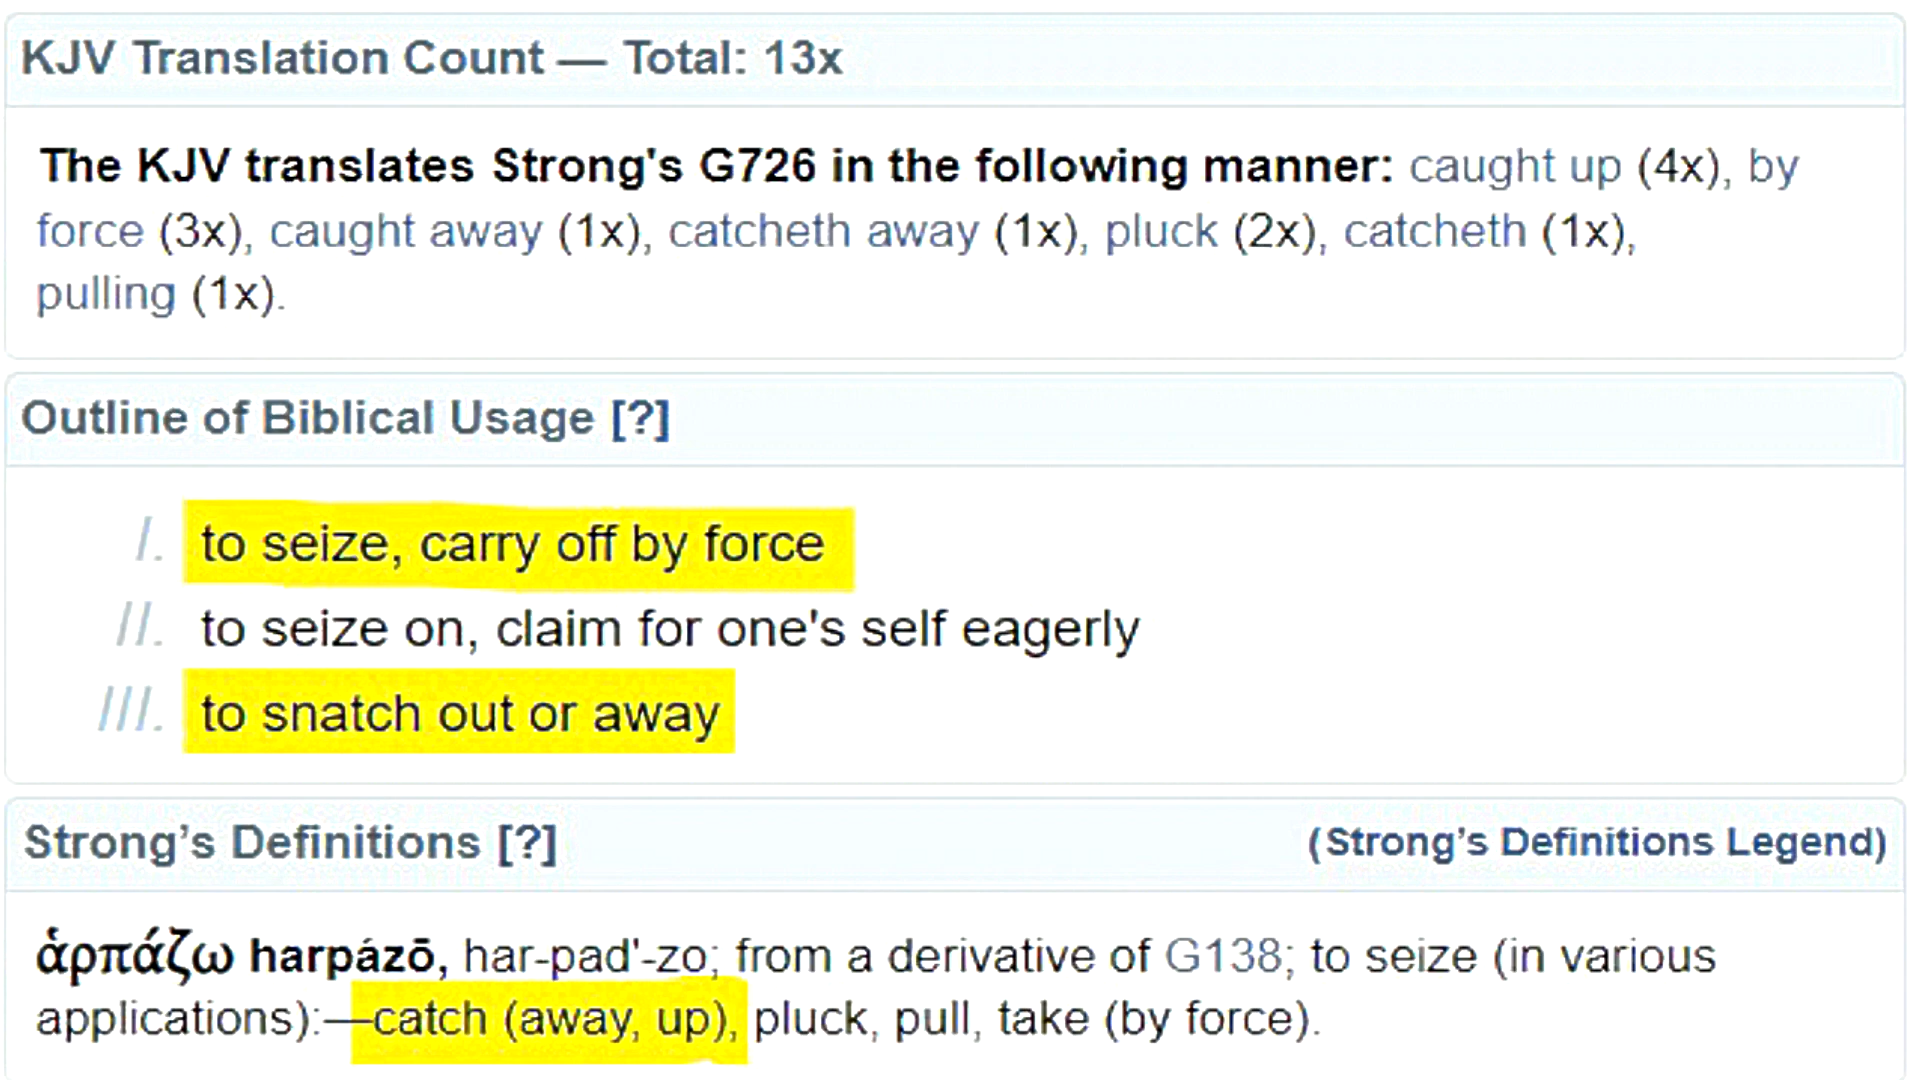 KJV Translation Count — Total: 13x
The KJV translates Strong's G726 in the following manner: caught up (4x), by
force (3x), caught away (1x), catcheth away (1x), pluck (2x), catcheth (1x),
pulling (1x).
Outline of Biblical Usage [?]
I. to seize, carry off by force
II. to seize on, claim for one's self eagerly
III. to snatch out or away
Strong’s Definitions [?] (Strong’s Definitions Legend)
ἁρπάζω harpázō, har-pad'-zo; from a derivative of G138; to seize (in various
applications):—catch (away, up), pluck, pull, take (by force).